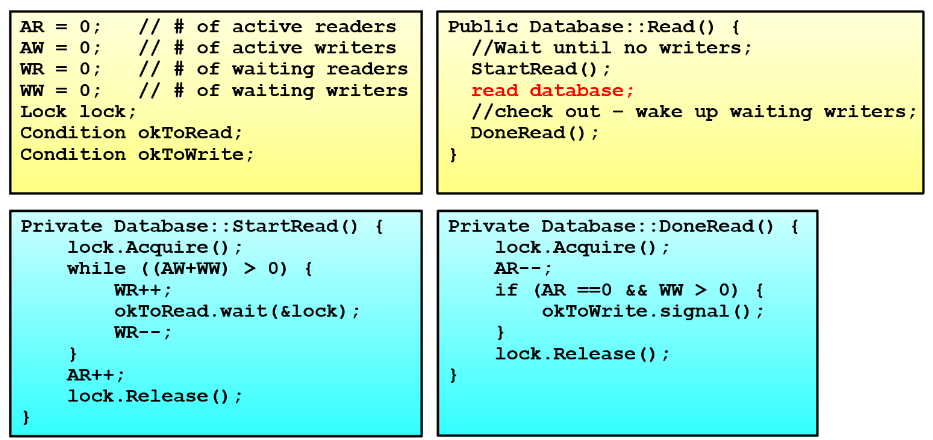 AR = 0;   // # of active readers
AW = 0;   // # of active writers
WR = 0;   // # of waiting readers
WW = 0;   // # of waiting writers
Lock lock;
Condition okToRead;
Condition okToWrite;
Public Database::Read() {
  //Wait until no writers;
  StartRead();
  read database;
  //check out – wake up waiting writers;
  DoneRead();
}
Private Database::StartRead() {
    lock.Acquire();
    while ((AW+WW) > 0) {
        WR++;
        okToRead.wait(&lock);
        WR--;
    }
    AR++;
    lock.Release();
}
Private Database::DoneRead() {
    lock.Acquire();
    AR--;
    if (AR ==0 && WW > 0) {
        okToWrite.signal();
    }
    lock.Release();
}